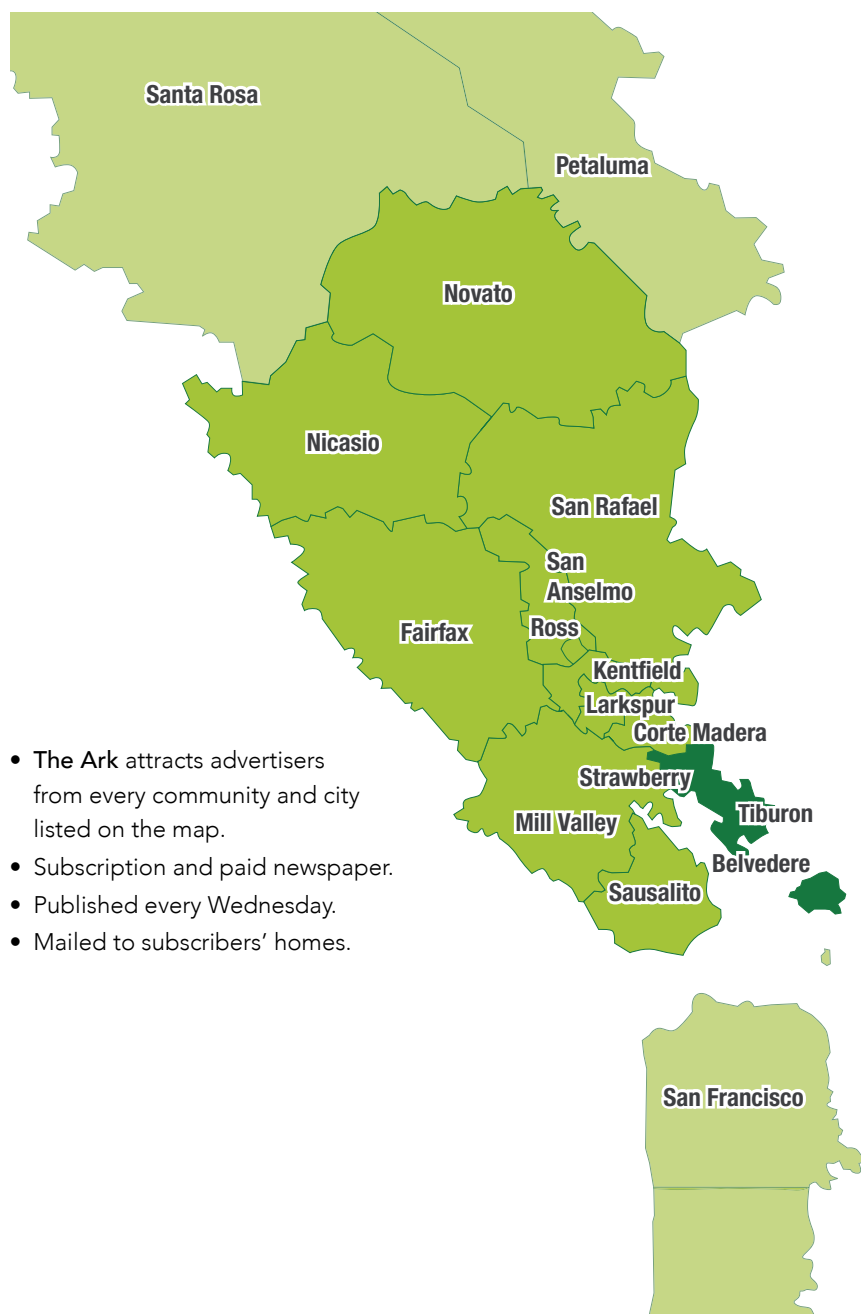 Santa Rosa
Petaluma
Novato
Nicasio
San Rafael
San
Anselmo
Ross
Fairfax
Kentfield
Larkspur
Corte Madera
Strawberry
Mill Valley
Tiburon
Belvedere
Sausalito
• The Ark attracts advertisers
from every community and city
listed on the map.
• Subscription and paid newspaper.
• Published every Wednesday.
• Mailed to subscribers’ homes.
San Francisco